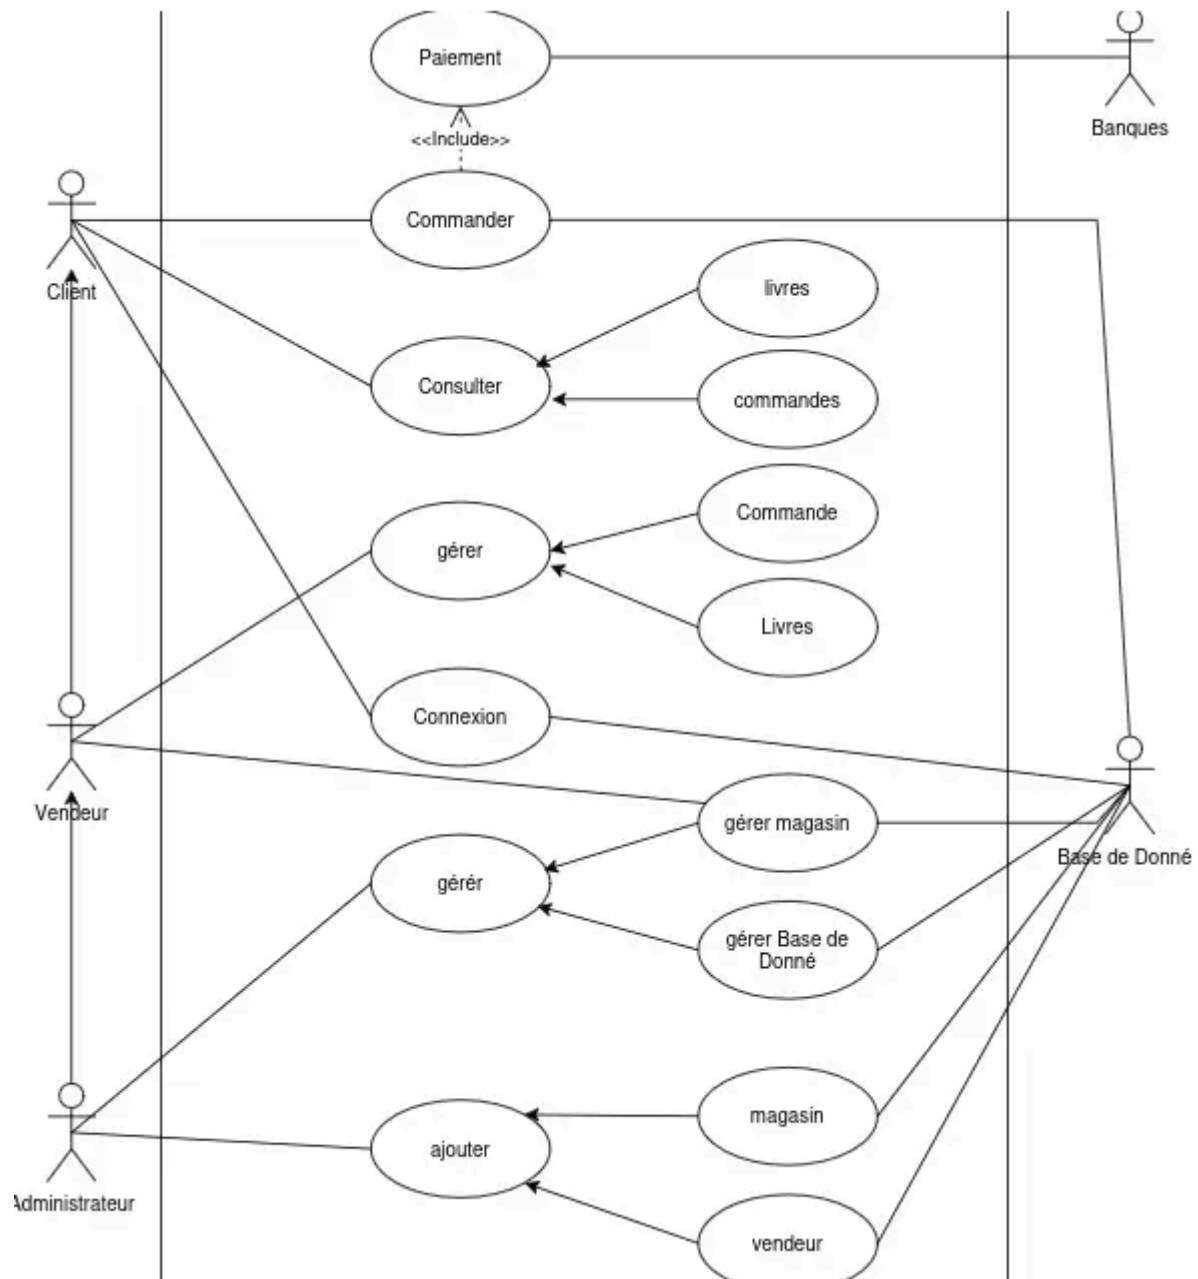 Paiement
Banques
<<Include>>
Commander
Client
livres
Consulter
commandes
Commande
gérer
Livres
Connexion
Vendeur
gérer magasin
Base de Donné
gérér
gérer Base de
Donné
magasin
ajouter
Administrateur
vendeur